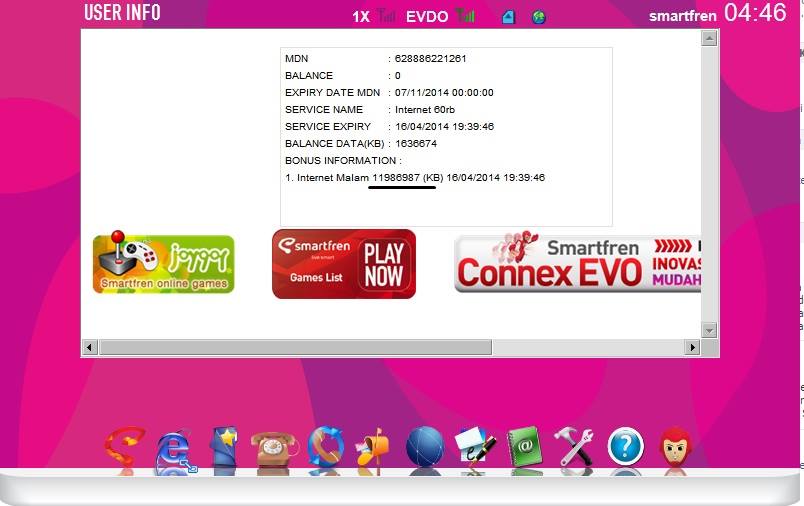 USER INFO
1X EVDO
smartfren 04:46
MDN : 628886221261
BALANCE : 0
EXPIRY DATE MDN : 07/11/2014 00:00:00
SERVICE NAME : Internet 60rb
SERVICE EXPIRY : 16/04/2014 19:39:46
BALANCE DATA(KB) : 1636674
BONUS INFORMATION :
1. Internet Malam 11986987 (KB) 16/04/2014 19:39:46
joyger
Smartfren online games
smartfren
live smart
Games List
PLAY
NOW
Smartfren
Connex EVO
INOVAS
MUDAH